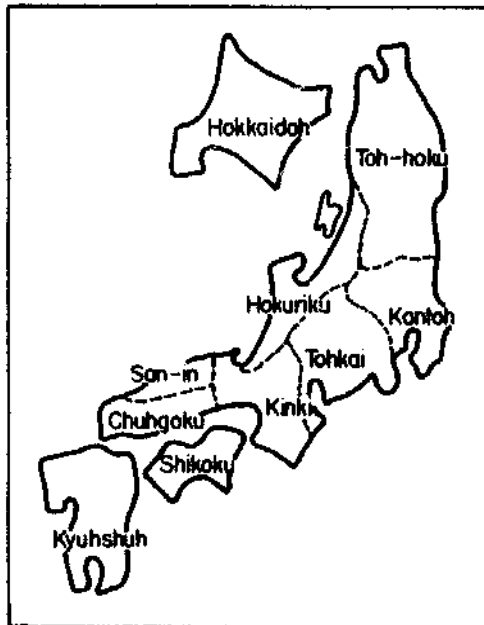 Hokkaidoh
Toh-hoku
Hokuriku
Kantoh
Tohkai
San-in
Kinki
Chuhgoku
Shikoku
Kyuhshuh